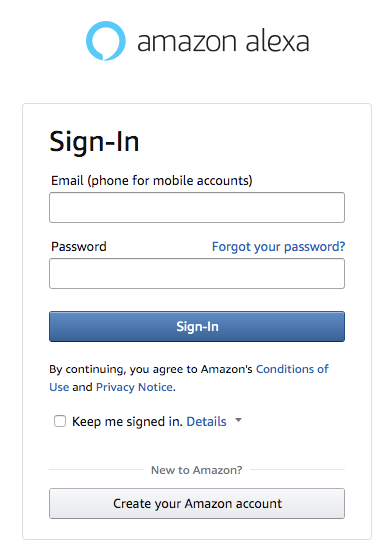 amazon alexa
Sign-In
Email (phone for mobile accounts)
Password Forgot your password?
Sign-In
By continuing, you agree to Amazon's Conditions of
Use and Privacy Notice.
Keep me signed in. Details
New to Amazon?
Create your Amazon account